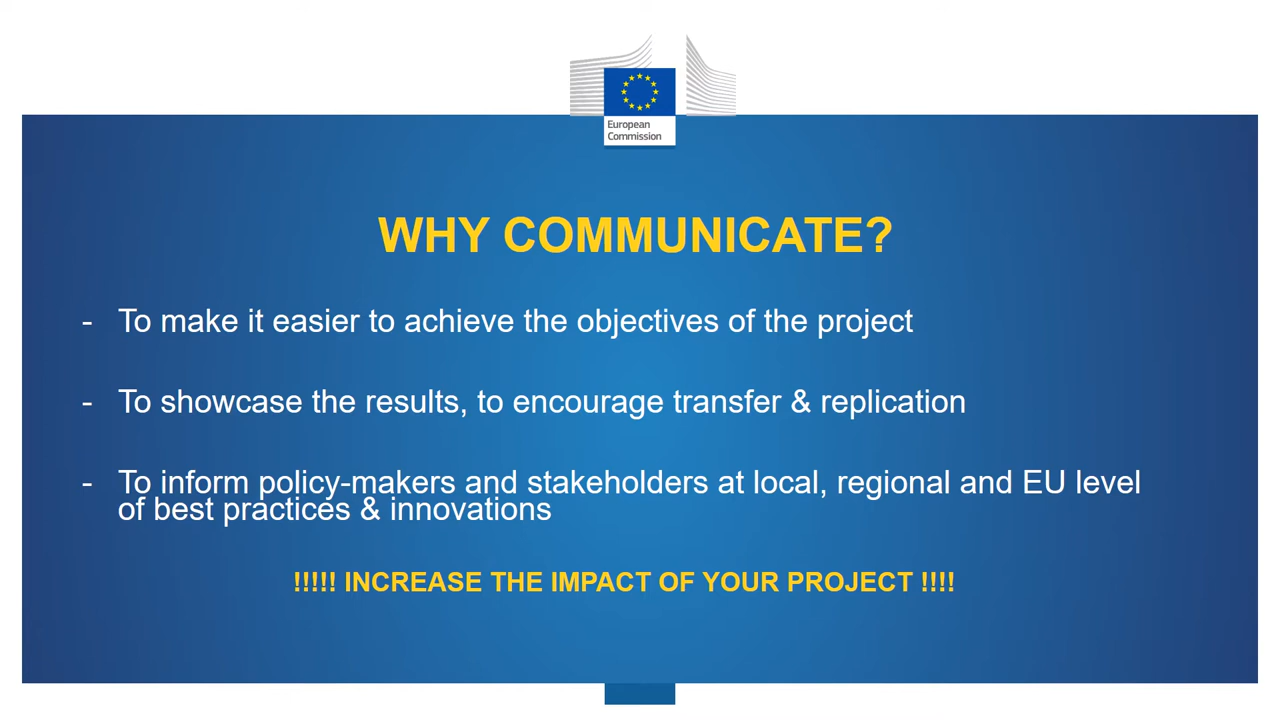 European
Commission
WHY COMMUNICATE?
- To make it easier to achieve the objectives of the project
- To showcase the results, to encourage transfer & replication
- To inform policy-makers and stakeholders at local, regional and EU level
of best practices & innovations
!!!!! INCREASE THE IMPACT OF YOUR PROJECT !!!!